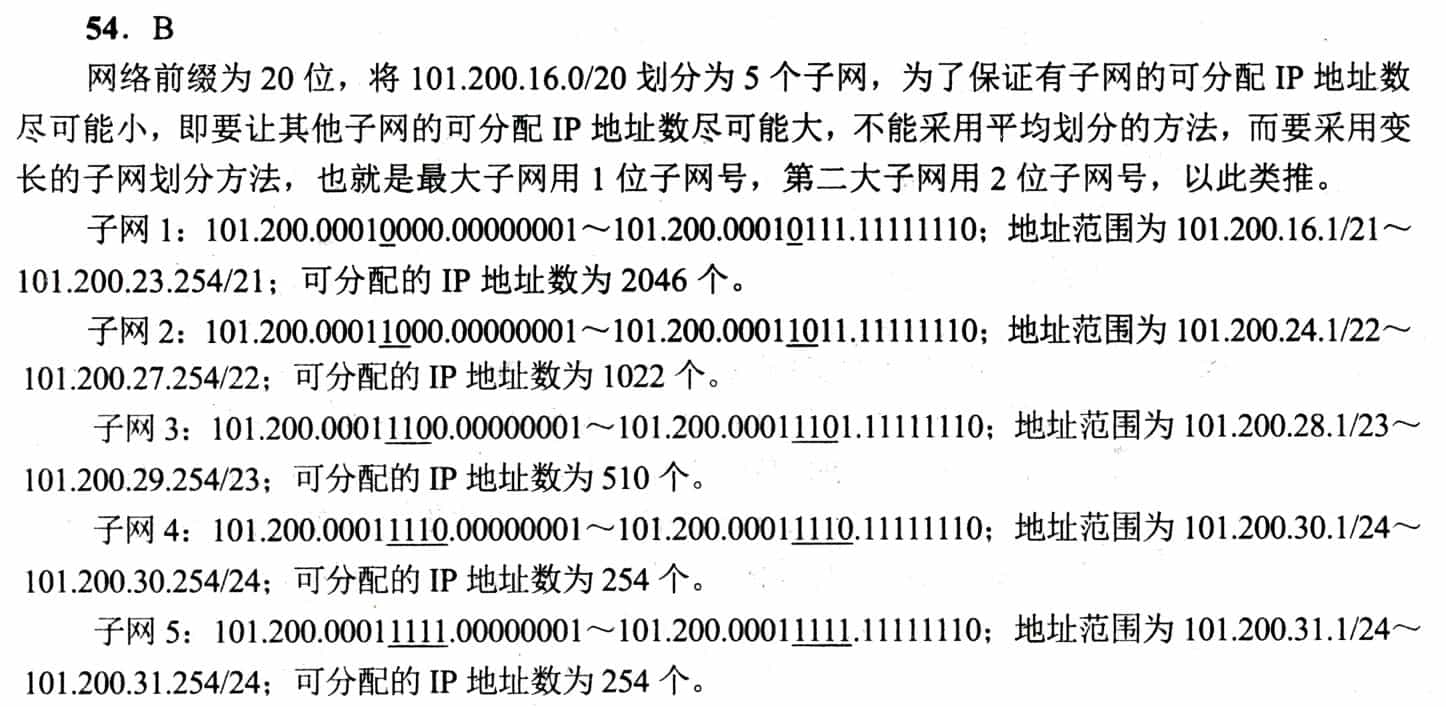 54. B
网络前缀为 20 位，将 101.200.16.0/20 划分为 5 个子网，为了保证有子网的可分配 IP 地址数
尽可能小，即要让其他子网的可分配 IP 地址数尽可能大，不能采用平均划分的方法，而要采用变
长的子网划分方法，也就是最大子网用 1 位子网号，第二大子网用 2 位子网号，以此类推。
子网 1：101.200.00010000.00000001～101.200.00010111.11111110；地址范围为 101.200.16.1/21～
101.200.23.254/21；可分配的 IP 地址数为 2046 个。
子网 2：101.200.00011000.00000001～101.200.00011011.11111110；地址范围为 101.200.24.1/22～
101.200.27.254/22；可分配的 IP 地址数为 1022 个。
子网 3：101.200.00011100.00000001～101.200.00011101.11111110；地址范围为 101.200.28.1/23～
101.200.29.254/23；可分配的 IP 地址数为 510 个。
子网 4：101.200.00011110.00000001～101.200.00011110.11111110；地址范围为 101.200.30.1/24～
101.200.30.254/24；可分配的 IP 地址数为 254 个。
子网 5：101.200.00011111.00000001～101.200.00011111.11111110；地址范围为 101.200.31.1/24～
101.200.31.254/24；可分配的 IP 地址数为 254 个。